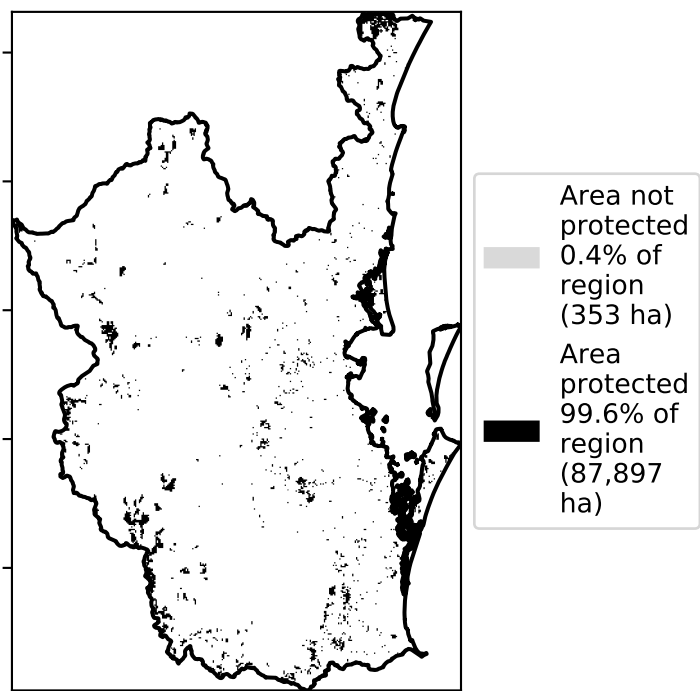 Area not
protected
0.4% of
region
(353 ha)
Area
protected
99.6% of
region
(87,897
ha)